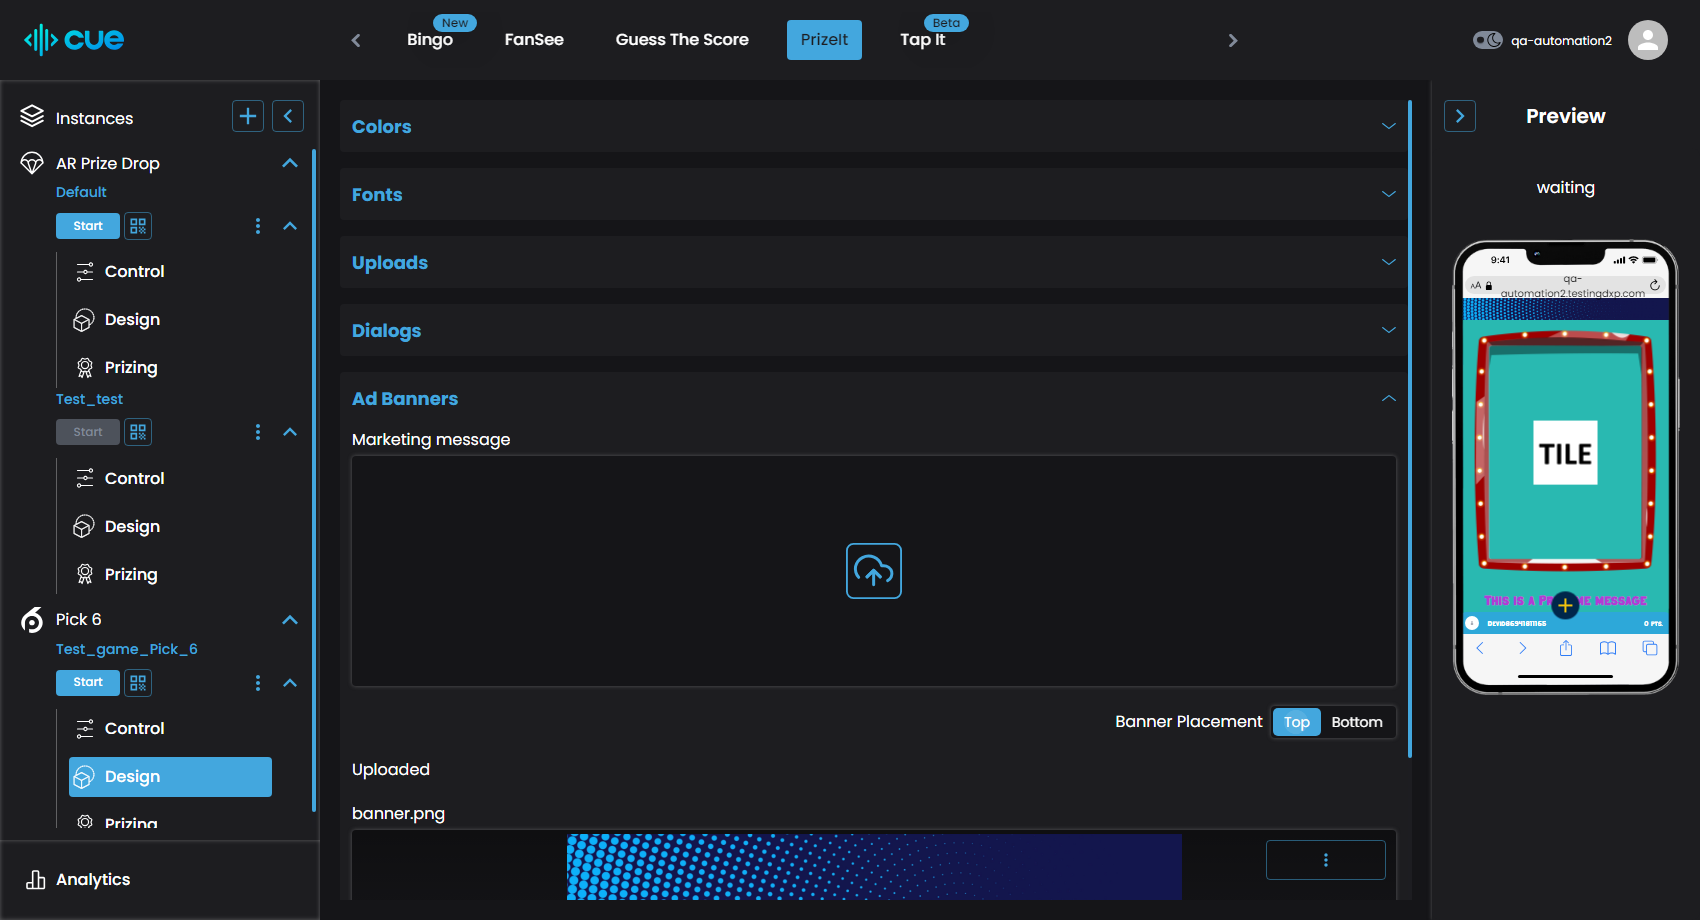 cue
New
Bingo
FanSee
Guess The Score
PrizeIt
Beta
Tap It
qa-automation2
Instances
AR Prize Drop
Default
Start
Control
Design
Prizing
Test_test
Start
Control
Design
Prizing
Pick 6
Test_game_Pick_6
Start
Control
Design
Prizing
Analytics
Colors
Fonts
Uploads
Dialogs
Ad Banners
Marketing message
Banner Placement
Top
Bottom
Uploaded
banner.png
Preview
waiting
9:41
AA
qa-
automation2.testingdxp.com
TILE
THIS IS A PR ME MESSAGE
0 PTS.